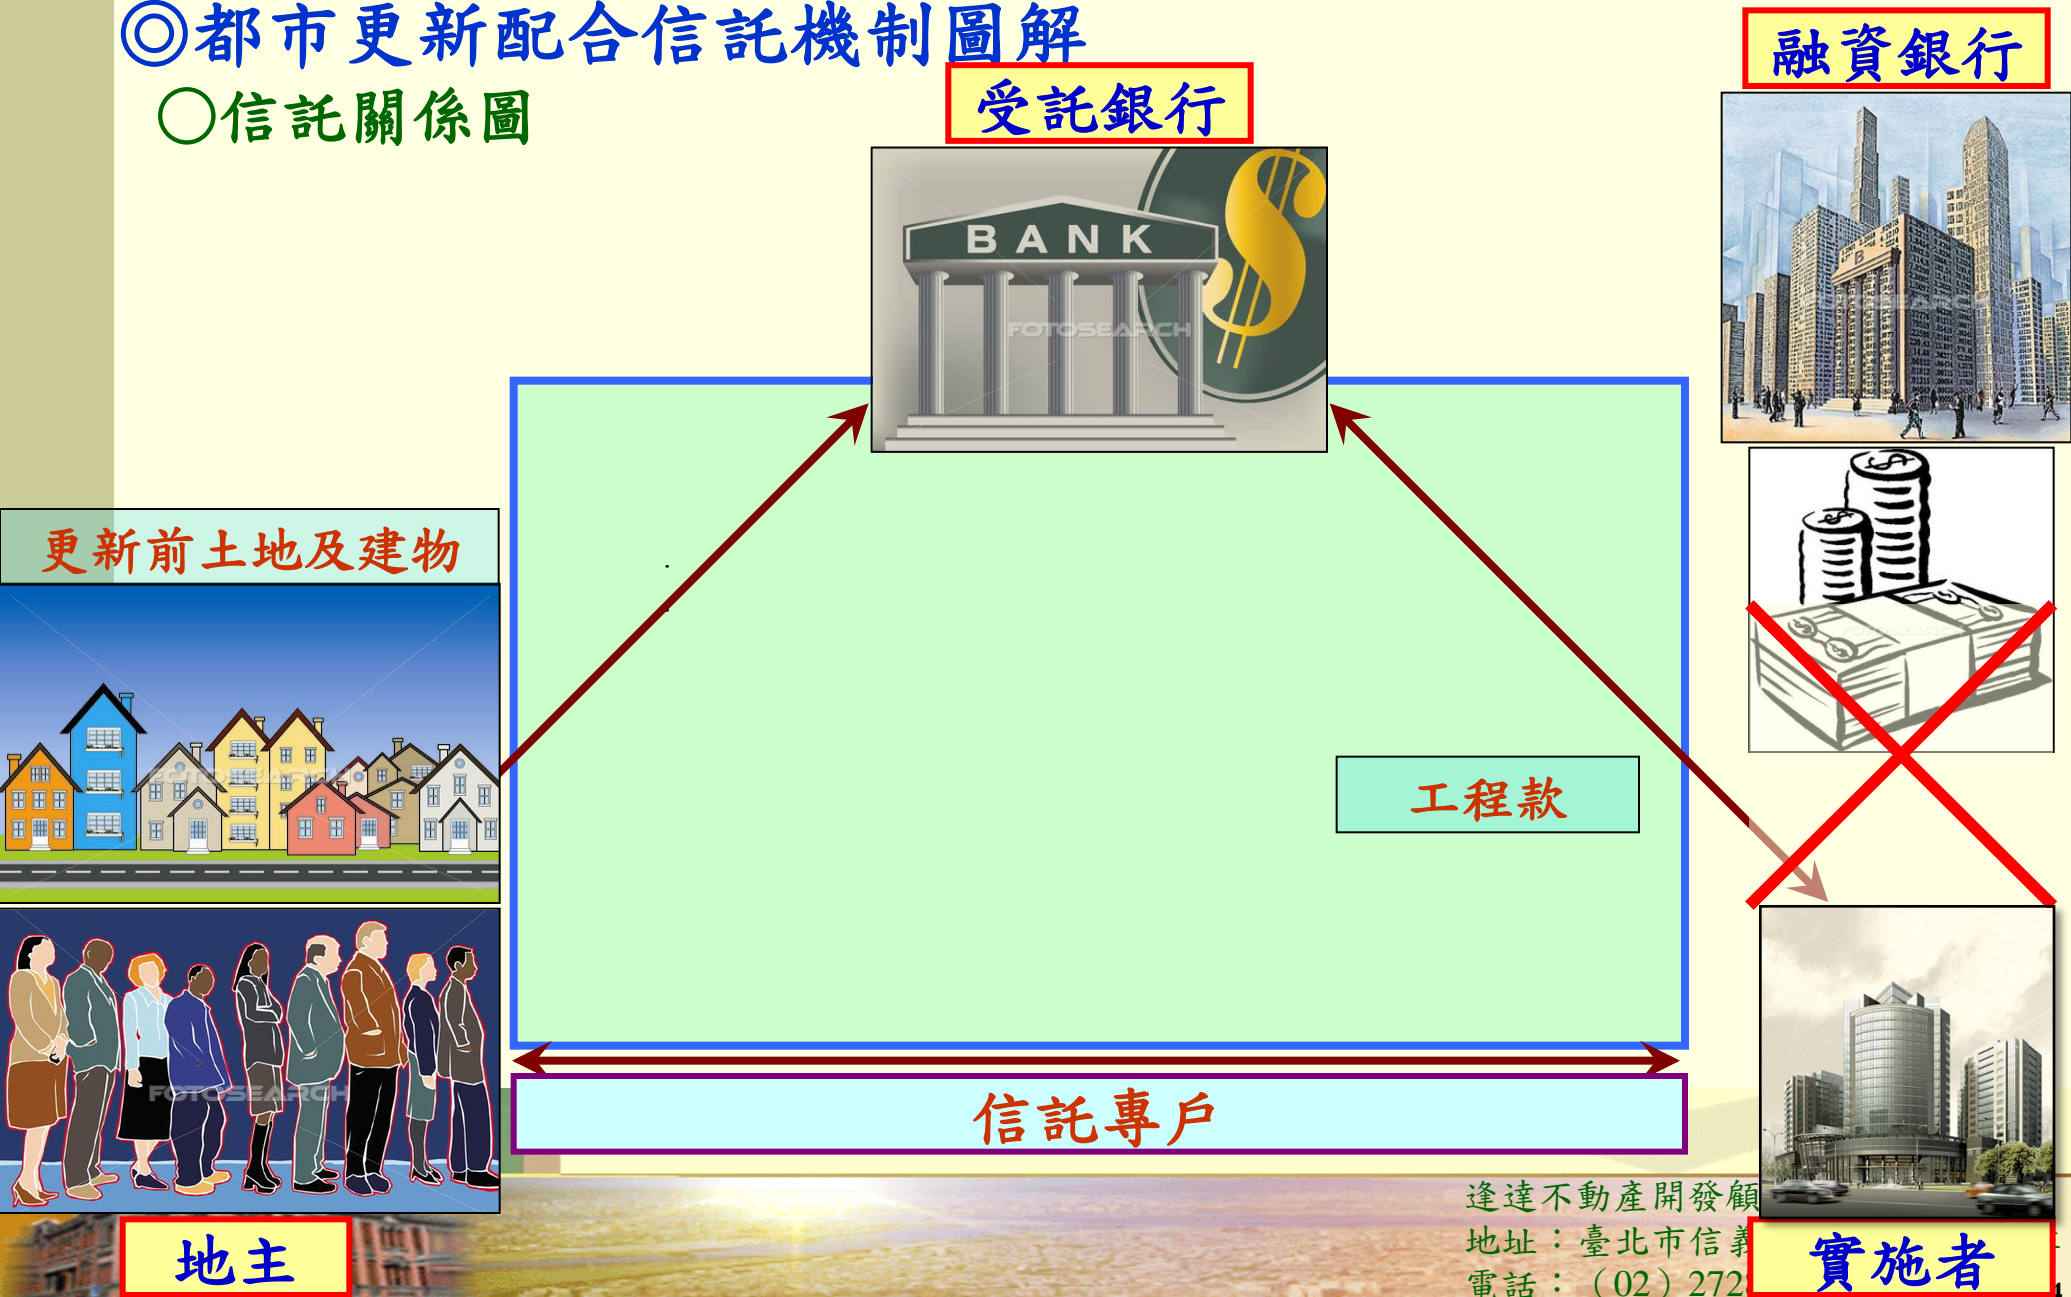 ◎都市更新配合信託機制圖解
○信託關係圖
受託銀行
融資銀行
BANK
FOTOSEARCH
更新前土地及建物
工程款
信託專戶
FOTOSEARCH
FOTOSEARCH
逢達不動產開發顧
地址：臺北市信義
電話：（02）272
地主
實施者